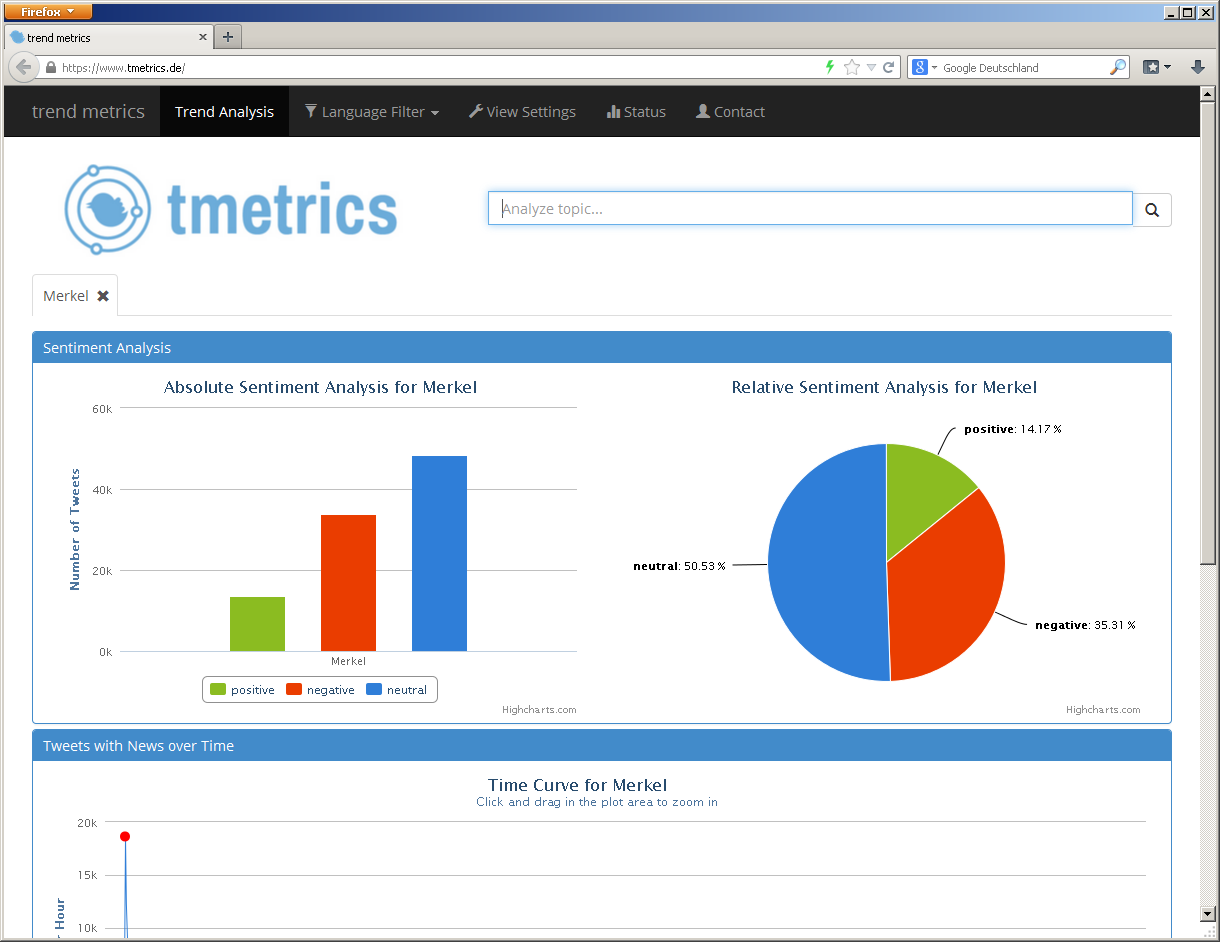 Firefox
trend metrics
https://www.tmetrics.de/
Google Deutschland
trend metrics Trend Analysis Language Filter View Settings Status Contact
tmetrics
Analyze topic...
Merkel
Sentiment Analysis
Absolute Sentiment Analysis for Merkel
60k
40k
20k
0k
Number of Tweets
Merkel
positive negative neutral
Highcharts.com
Relative Sentiment Analysis for Merkel
positive: 14.17 %
neutral: 50.53 %
negative: 35.31 %
Highcharts.com
Tweets with News over Time
Time Curve for Merkel
Click and drag in the plot area to zoom in
20k
15k
10k
Hour